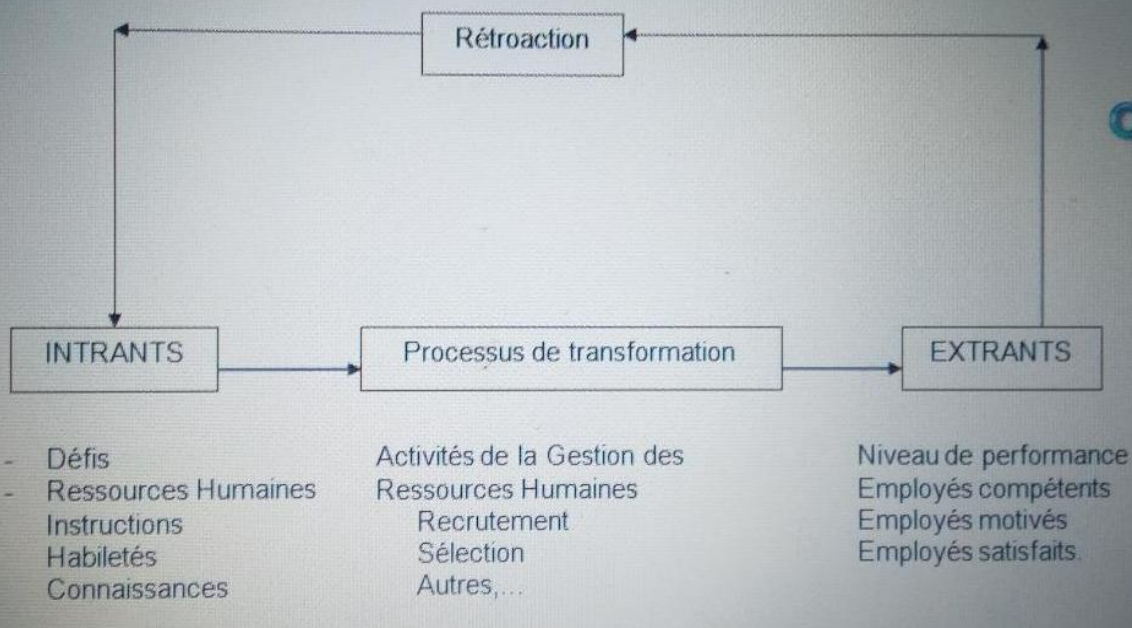 Rétroaction
INTRANTS
Processus de transformation
EXTRANTS
- Défis
- Ressources Humaines
Instructions
Habiletés
Connaissances
Activités de la Gestion des
Ressources Humaines
Recrutement
Sélection
Autres,...
Niveau de performance
Employés compétents
Employés motivés
Employés satisfaits.